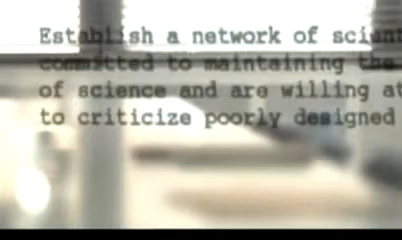 Establish a network of
committed to maintaining the
of science and are willing at
to criticize poorly designed